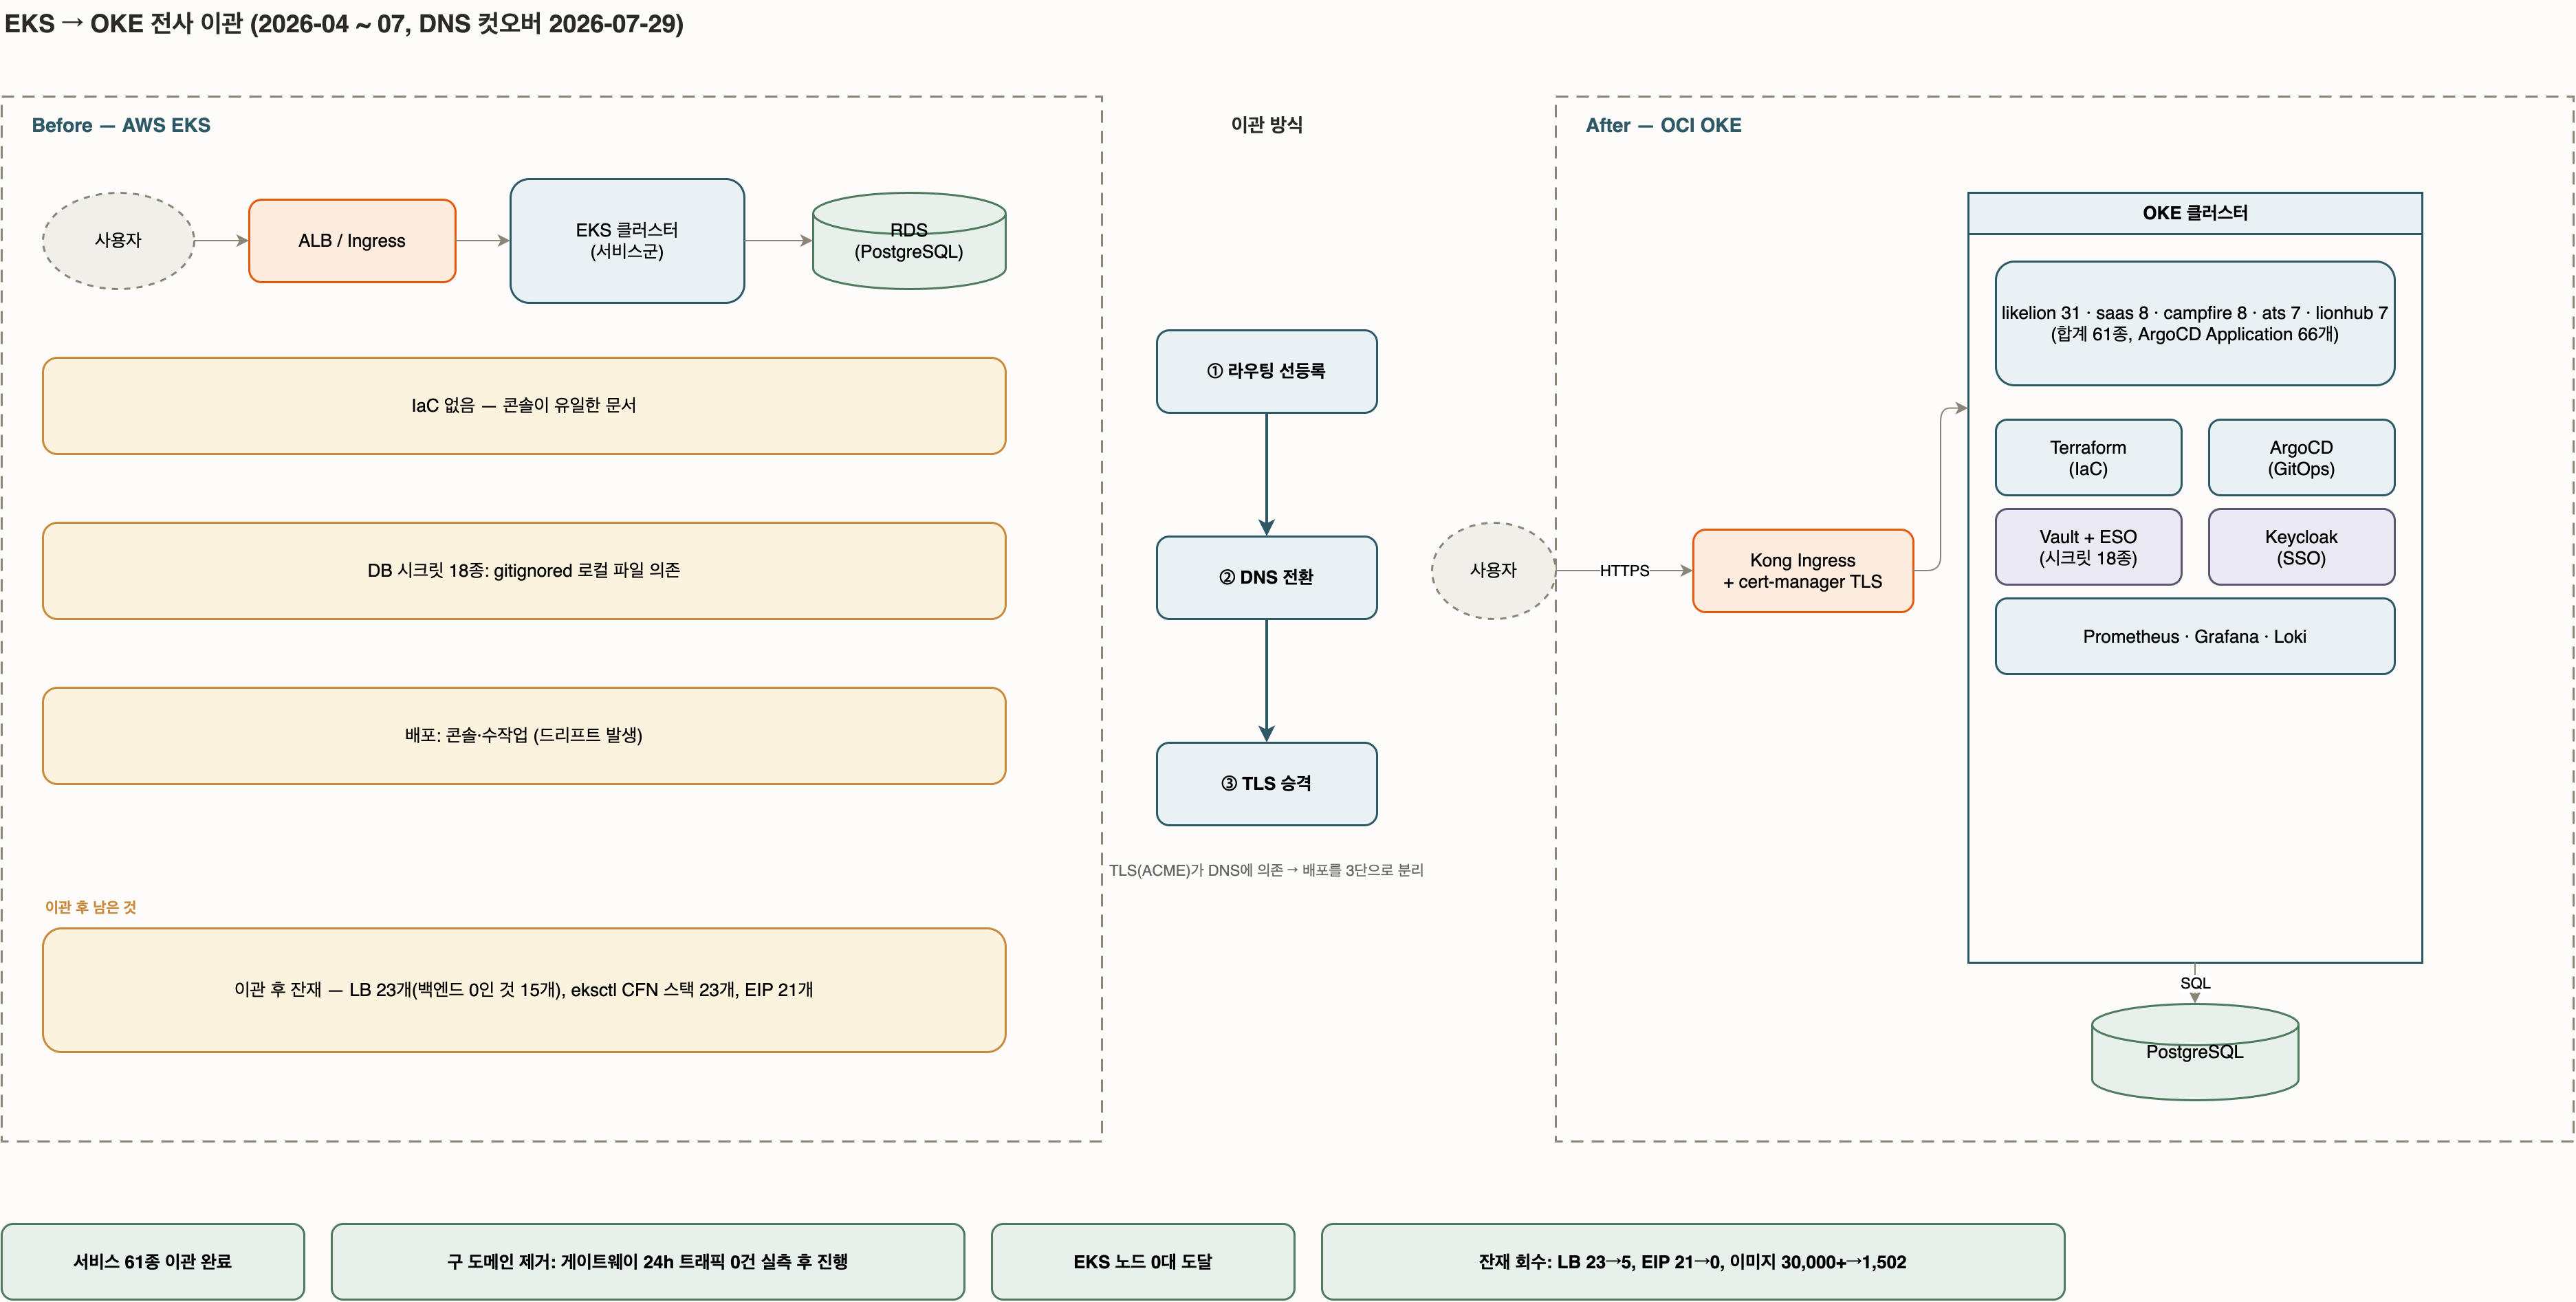 EKS → OKE 전사 이관 (2026-04 ~ 07, DNS 컷오버 2026-07-29)
Before — AWS EKS
사용자
ALB / Ingress
EKS 클러스터
(서비스군)
RDS
(PostgreSQL)
IaC 없음 — 콘솔이 유일한 문서
DB 시크릿 18종: gitignored 로컬 파일 의존
배포: 콘솔·수작업 (드리프트 발생)
이관 후 남은 것
이관 후 잔재 — LB 23개(백엔드 0인 것 15개), eksctl CFN 스택 23개, EIP 21개
이관 방식
① 라우팅 선등록
② DNS 전환
③ TLS 승격
TLS(ACME)가 DNS에 의존 → 배포를 3단으로 분리
After — OCI OKE
사용자
HTTPS
Kong Ingress
+ cert-manager TLS
OKE 클러스터
likelion 31 · saas 8 · campfire 8 · ats 7 · lionhub 7
(합계 61종, ArgoCD Application 66개)
Terraform
(IaC)
ArgoCD
(GitOps)
Vault + ESO
(시크릿 18종)
Keycloak
(SSO)
Prometheus · Grafana · Loki
SQL
PostgreSQL
서비스 61종 이관 완료
구 도메인 제거: 게이트웨이 24h 트래픽 0건 실측 후 진행
EKS 노드 0대 도달
잔재 회수: LB 23→5, EIP 21→0, 이미지 30,000+→1,502